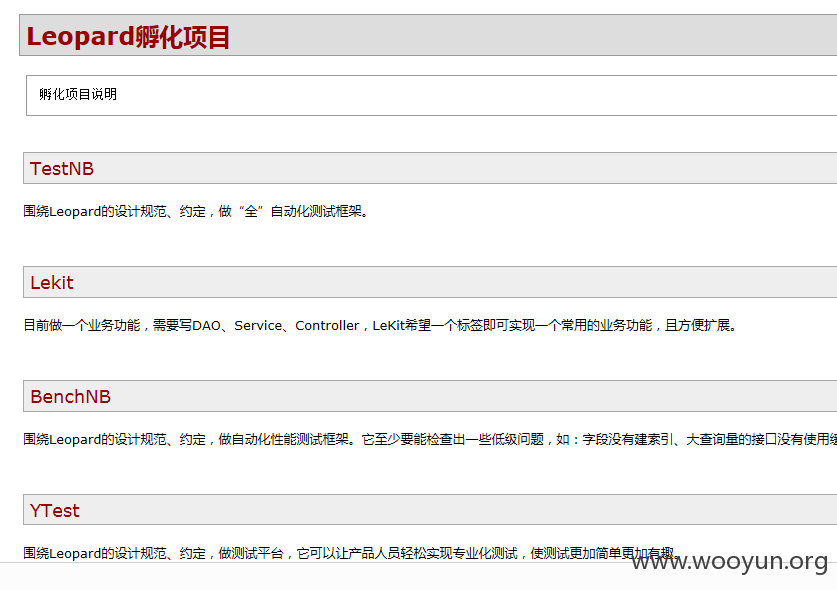 Leopard孵化项目
孵化项目说明
TestNB
围绕Leopard的设计规范、约定，做“全”自动化测试框架。
Lekit
目前做一个业务功能，需要写DAO、Service、Controller，LeKit希望一个标签即可实现一个常用的业务功能，且方便扩展。
BenchNB
围绕Leopard的设计规范、约定，做自动化性能测试框架。它至少要能检查出一些低级问题，如：字段没有建索引、大查询量的接口没有使用
YTest
围绕Leopard的设计规范、约定，做测试平台，它可以让产品人员轻松实现专业化测试，使测试更加简单更加有趣。
www.wooyun.org